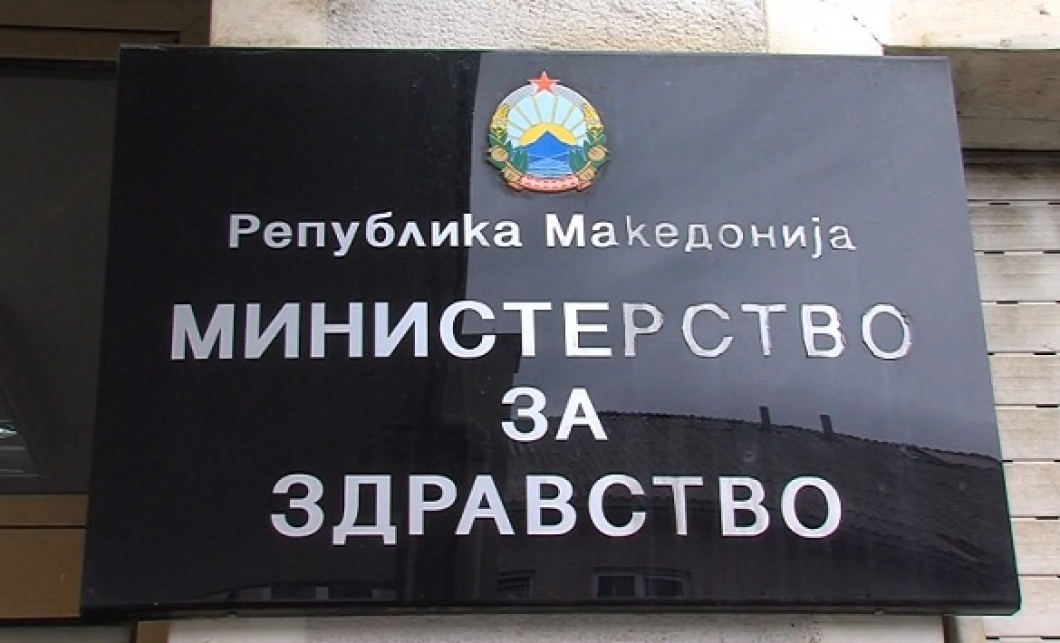 Република Македонија
МИНИСТЕРСТВО
ЗА
ЗДРАВСТВО